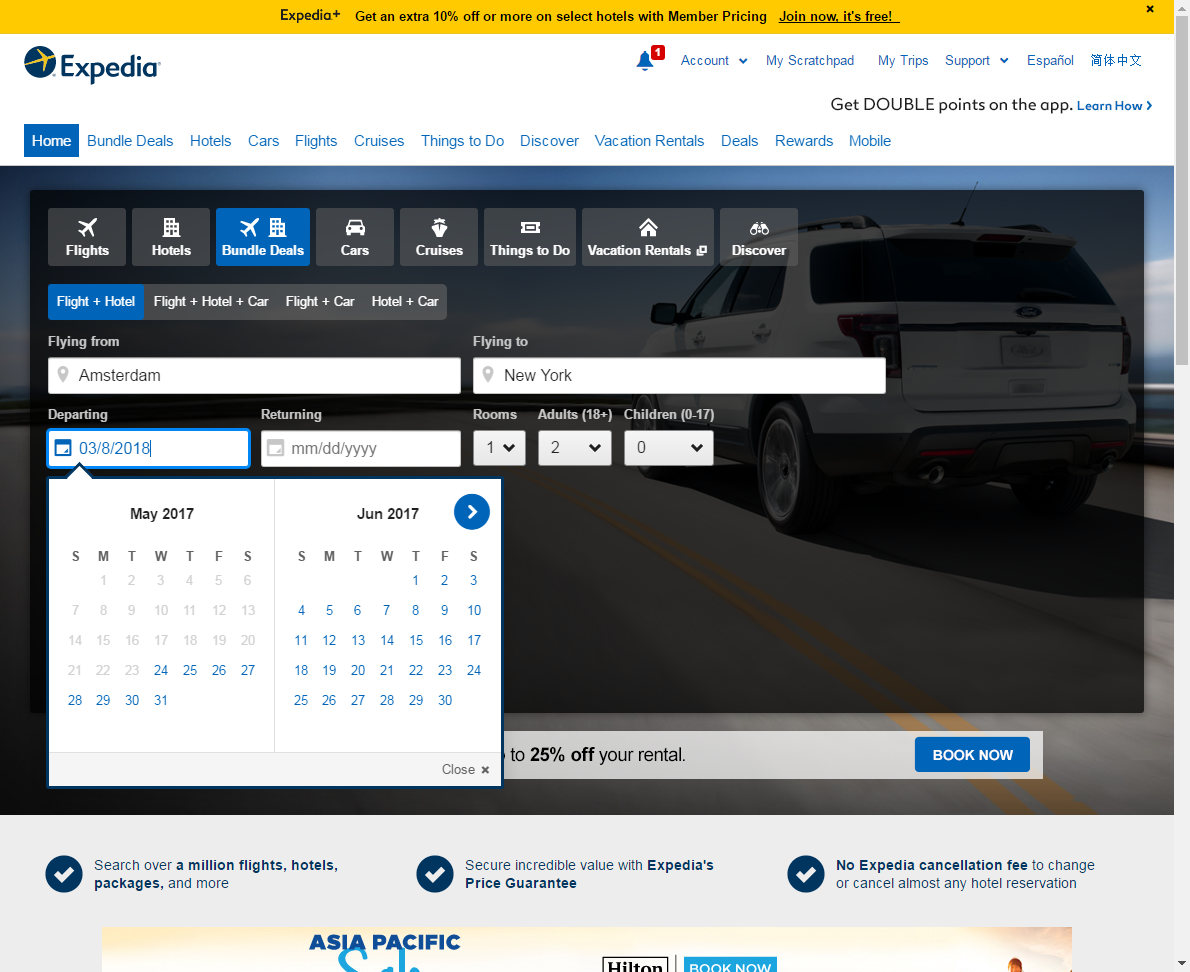 Expedia+ Get an extra 10% off or more on select hotels with Member Pricing Join now, it's free!
Expedia
1 Account My Scratchpad My Trips Support Español 简体中文
Get DOUBLE points on the app. Learn How
Home Bundle Deals Hotels Cars Flights Cruises Things to Do Discover Vacation Rentals Deals Rewards Mobile
Flights Hotels Bundle Deals Cars Cruises Things to Do Vacation Rentals Discover
Flight + Hotel Flight + Hotel + Car Flight + Car Hotel + Car
Flying from Flying to
Amsterdam New York
Departing Returning Rooms Adults (18+) Children (0-17)
03/8/2018 mm/dd/yyyy 1 2 0
May 2017 Jun 2017
S M T W T F S S M T W T F S
1 2 3 4 5 6 1 2 3
7 8 9 10 11 12 13 4 5 6 7 8 9 10
14 15 16 17 18 19 20 11 12 13 14 15 16 17
21 22 23 24 25 26 27 18 19 20 21 22 23 24
28 29 30 31 25 26 27 28 29 30
to 25% off your rental. BOOK NOW
Close
Search over a million flights, hotels,
packages, and more
Secure incredible value with Expedia's
Price Guarantee
No Expedia cancellation fee to change
or cancel almost any hotel reservation
ASIA PACIFIC
Hilton BOOK NOW